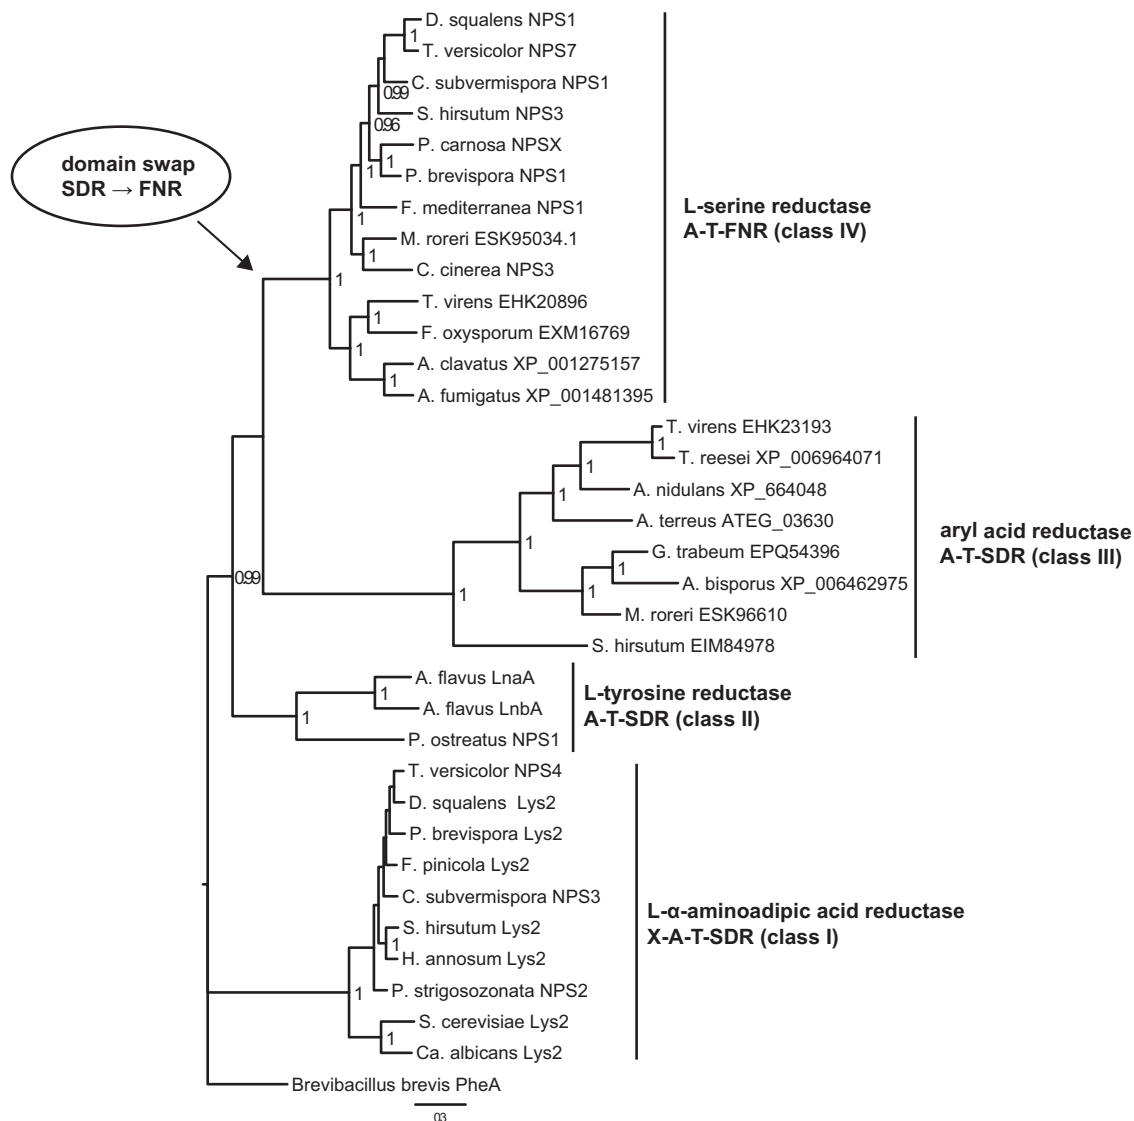 D. squalens NPS1
1
T. versicolor NPS7
C. subvermispora NPS1
0.99
S. hirsutum NPS3
0.96
P. carnosa NPSX
1
1
P. brevispora NPS1
F. mediterranea NPS1
1
M. roreri ESK95034.1
1
C. cinerea NPS3
1
T. virens EHK20896
1
F. oxysporum EXM16769
1
A. clavatus XP_001275157
1
A. fumigatus XP_001481395
domain swap
SDR → FNR
L-serine reductase
A-T-FNR (class IV)
T. virens EHK23193
1
T. reesei XP_006964071
1
A. nidulans XP_664048
1
A. terreus ATEG_03630
1
G. trabeum EPQ54396
1
A. bisporus XP_006462975
1
M. roreri ESK96610
1
S. hirsutum EIM84978
aryl acid reductase
A-T-SDR (class III)
0.99
A. flavus LnaA
1
A. flavus LnbA
1
P. ostreatus NPS1
L-tyrosine reductase
A-T-SDR (class II)
T. versicolor NPS4
D. squalens Lys2
P. brevispora Lys2
F. pinicola Lys2
C. subvermispora NPS3
S. hirsutum Lys2
1
H. annosum Lys2
P. strigosozonata NPS2
1
S. cerevisiae Lys2
1
Ca. albicans Lys2
L-α-aminoadipic acid reductase
X-A-T-SDR (class I)
Brevibacillus brevis PheA
03